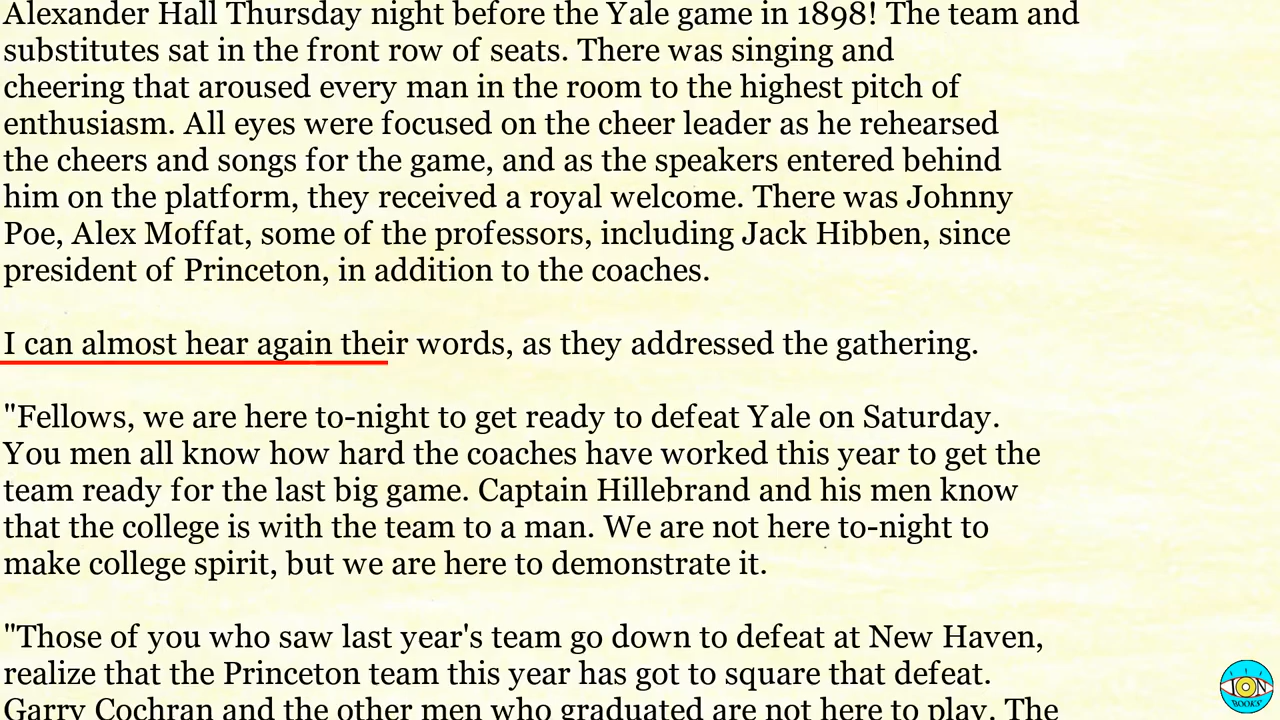 Alexander Hall Thursday night before the Yale game in 1898! The team and
substitutes sat in the front row of seats. There was singing and
cheering that aroused every man in the room to the highest pitch of
enthusiasm. All eyes were focused on the cheer leader as he rehearsed
the cheers and songs for the game, and as the speakers entered behind
him on the platform, they received a royal welcome. There was Johnny
Poe, Alex Moffat, some of the professors, including Jack Hibben, since
president of Princeton, in addition to the coaches.
I can almost hear again their words, as they addressed the gathering.
"Fellows, we are here to-night to get ready to defeat Yale on Saturday.
You men all know how hard the coaches have worked this year to get the
team ready for the last big game. Captain Hillebrand and his men know
that the college is with the team to a man. We are not here to-night to
make college spirit, but we are here to demonstrate it.
"Those of you who saw last year's team go down to defeat at New Haven,
realize that the Princeton team this year has got to square that defeat.
Garry Cochran and the other men who graduated are not here to play. The
ION
BOOKS